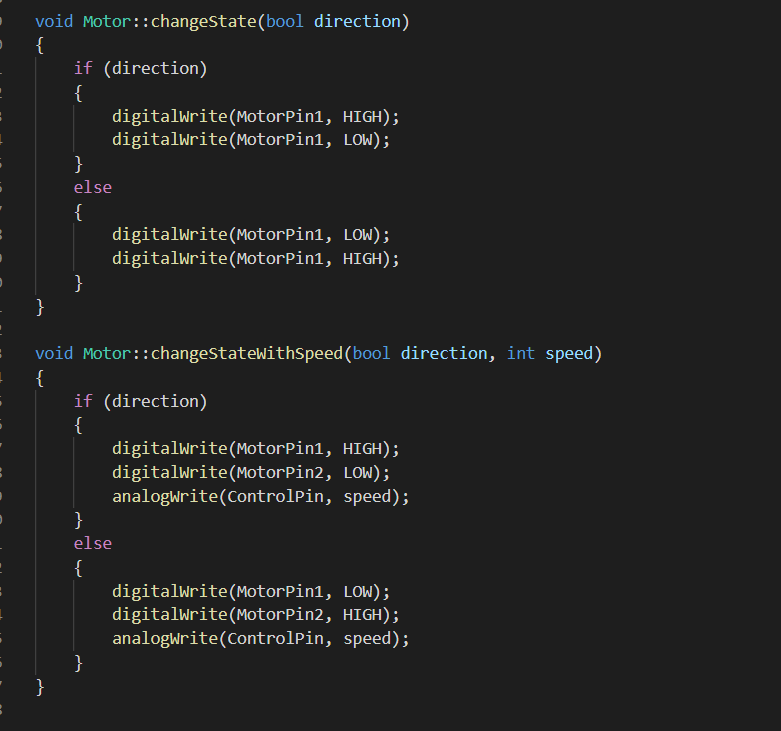 void Motor::changeState(bool direction)
{
    if (direction)
    {
        digitalWrite(MotorPin1, HIGH);
        digitalWrite(MotorPin1, LOW);
    }
    else
    {
        digitalWrite(MotorPin1, LOW);
        digitalWrite(MotorPin1, HIGH);
    }
}

void Motor::changeStateWithSpeed(bool direction, int speed)
{
    if (direction)
    {
        digitalWrite(MotorPin1, HIGH);
        digitalWrite(MotorPin2, LOW);
        analogWrite(ControlPin, speed);
    }
    else
    {
        digitalWrite(MotorPin1, LOW);
        digitalWrite(MotorPin2, HIGH);
        analogWrite(ControlPin, speed);
    }
}